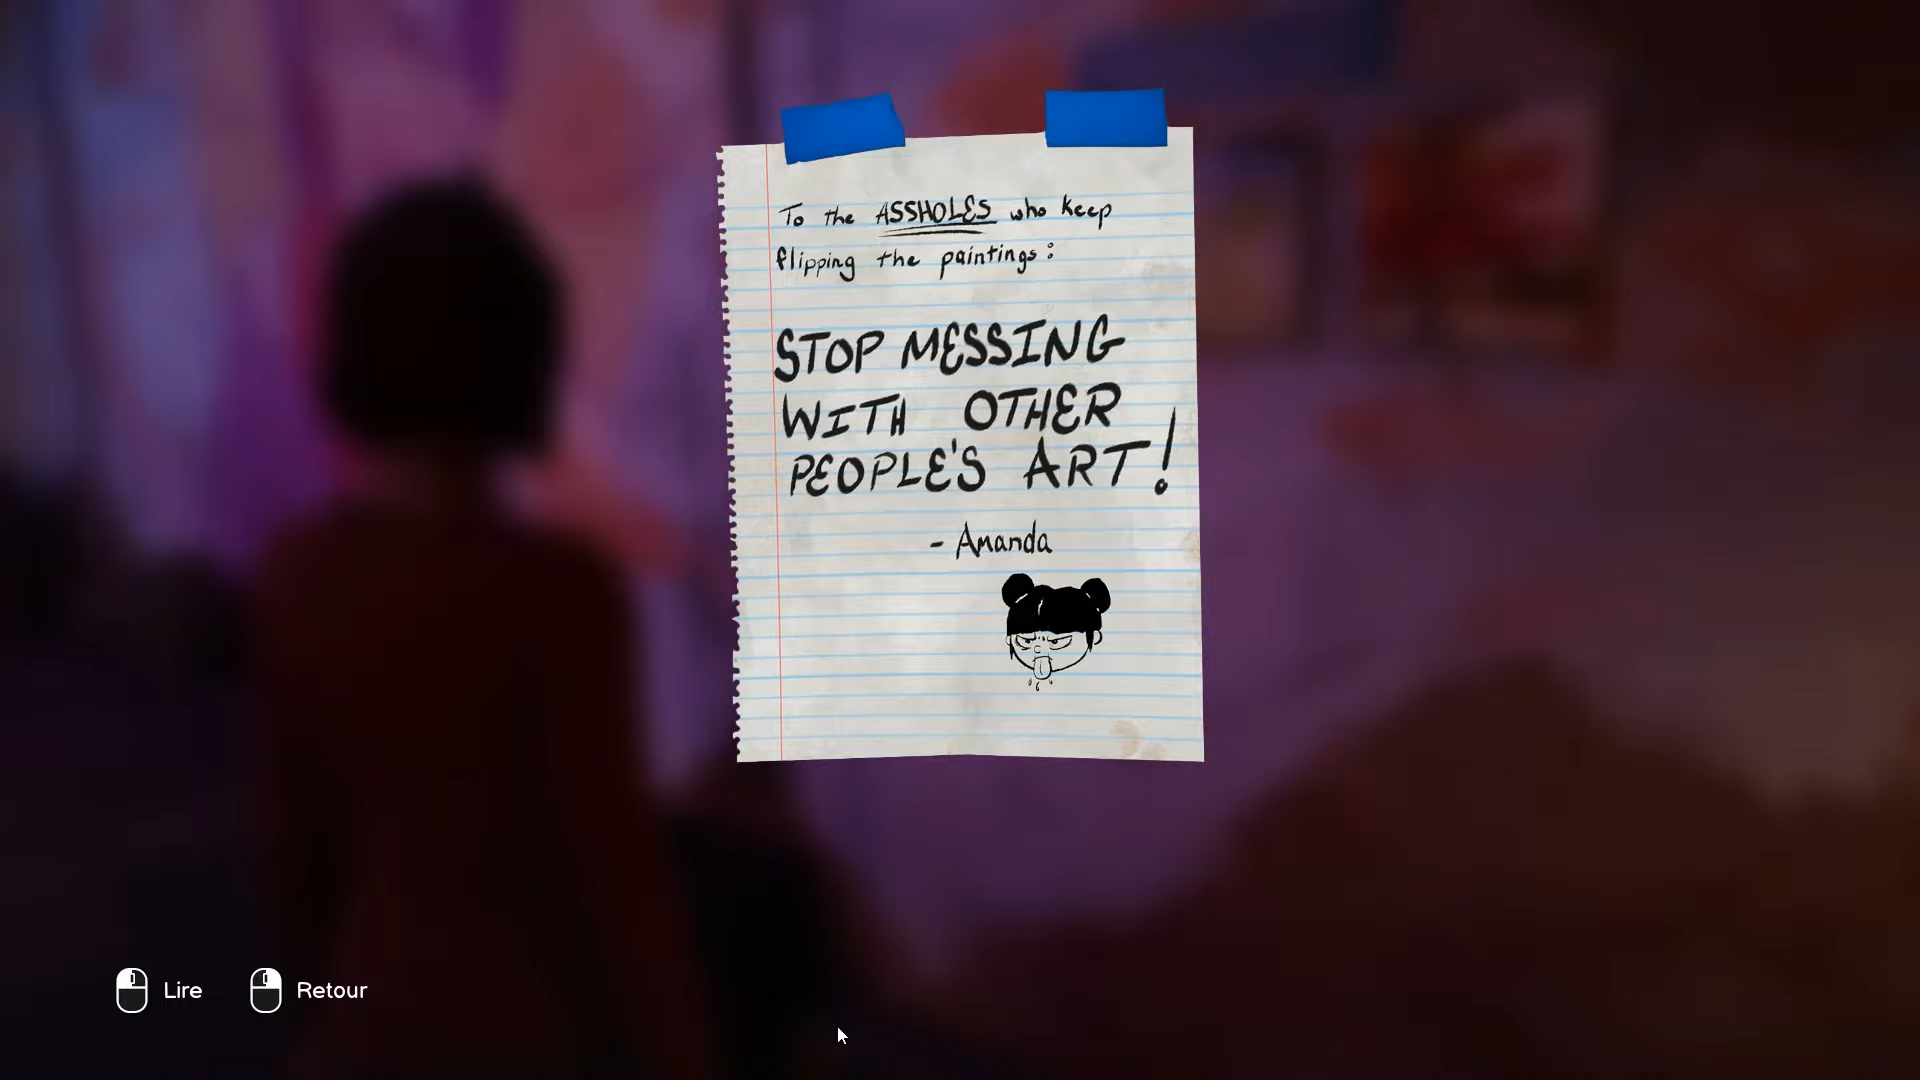 To the ASSHOLES who keep
flipping the paintings:
STOP MESSING
WITH OTHER
PEOPLE'S ART!
- Amanda
Lire
Retour